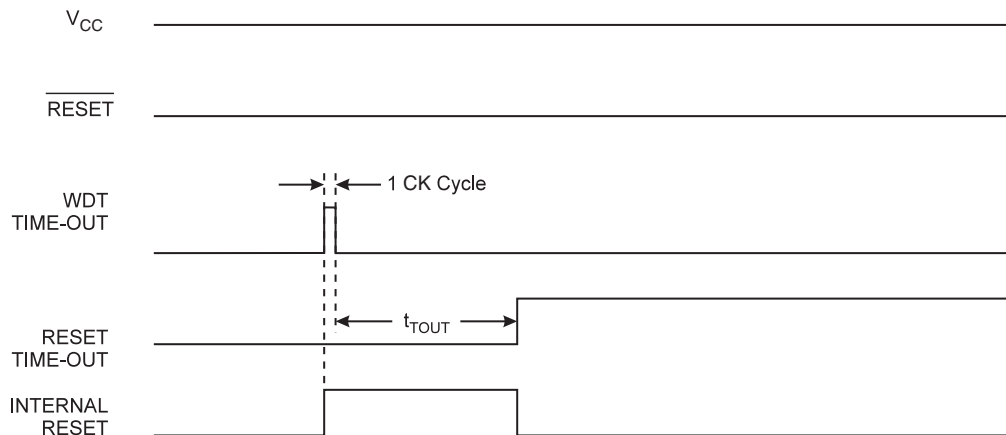 VCC
RESET
1 CK Cycle
WDT
TIME-OUT
tTOUT
RESET
TIME-OUT
INTERNAL
RESET